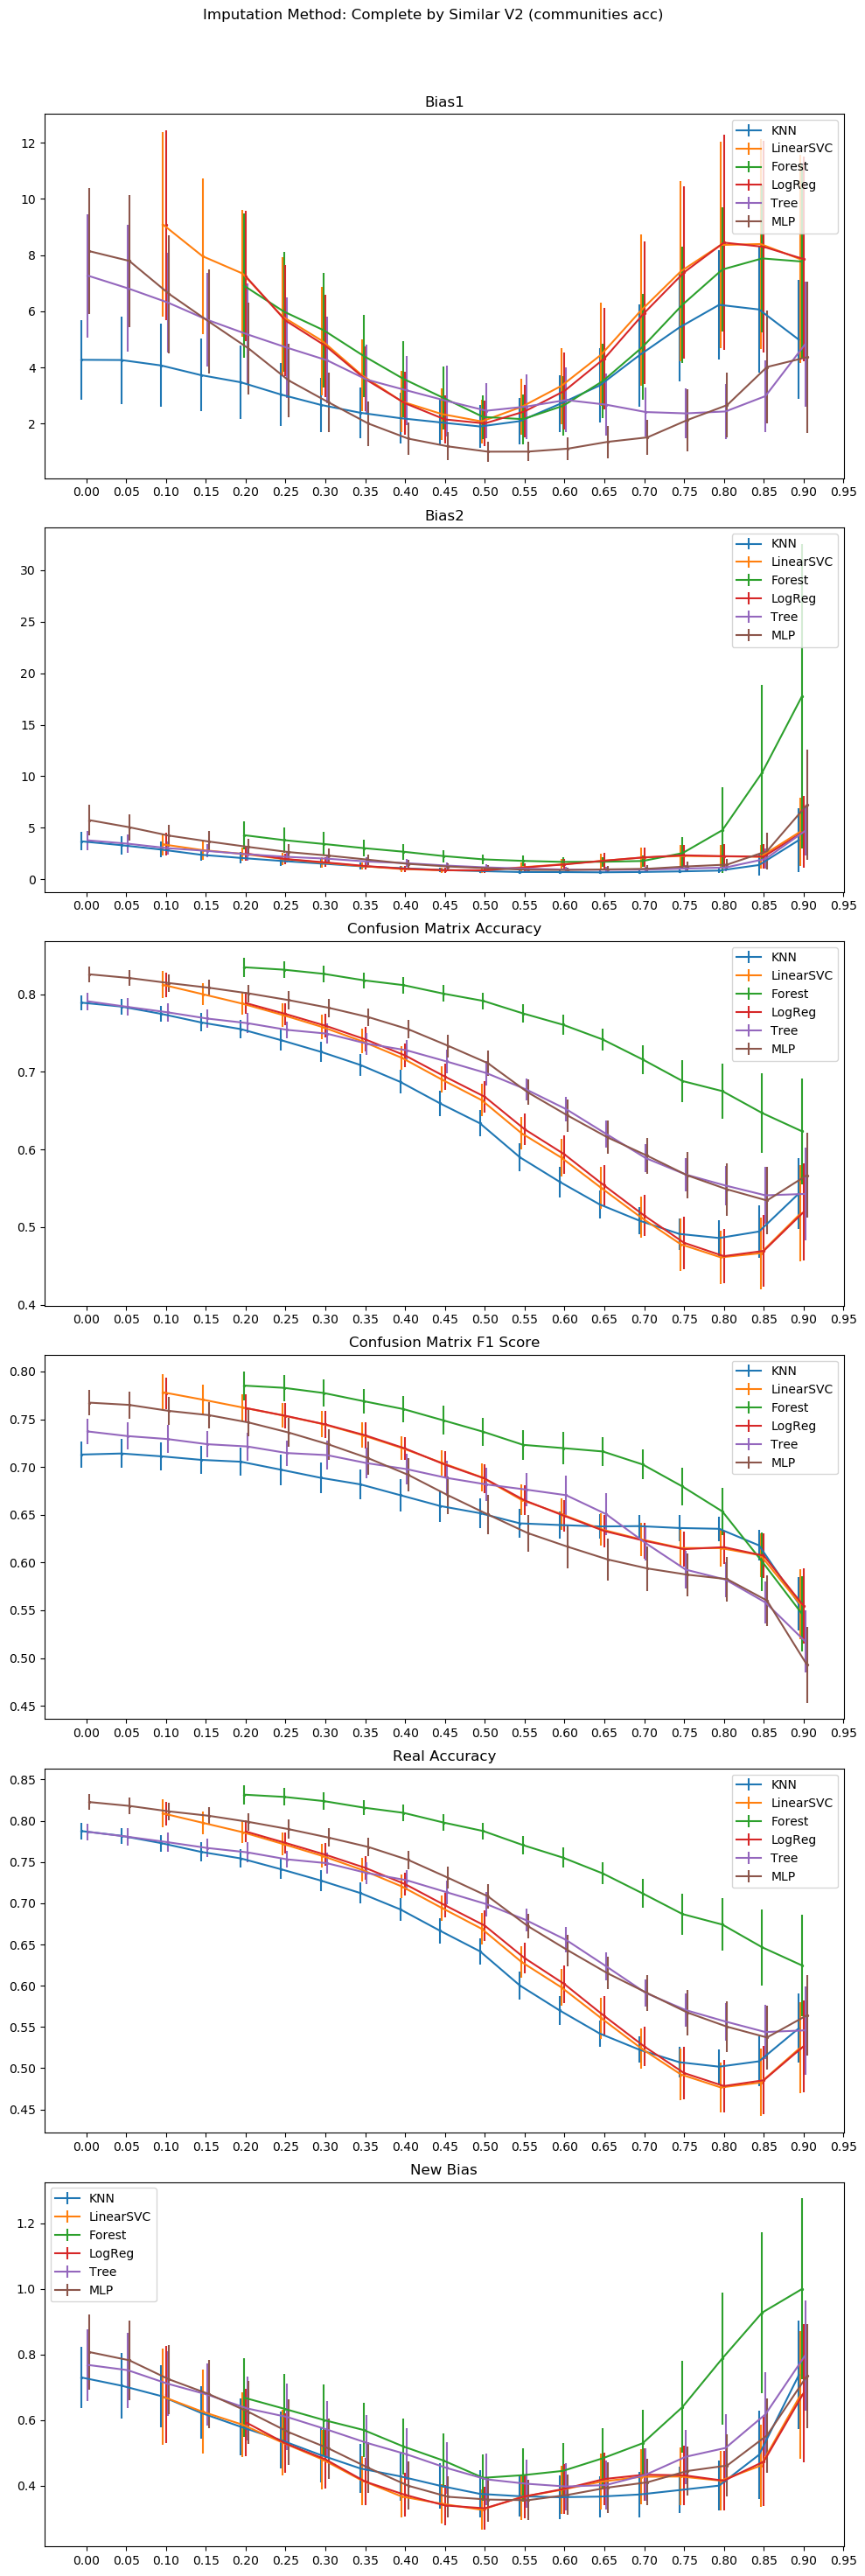 Imputation Method: Complete by Similar V2 (communities acc)
Bias1
12
10
8
6
4
2
KNN
LinearSVC
Forest
LogReg
Tree
MLP
0.00 0.05 0.10 0.15 0.20 0.25 0.30 0.35 0.40 0.45 0.50 0.55 0.60 0.65 0.70 0.75 0.80 0.85 0.90 0.95
Bias2
30
25
20
15
10
5
0
KNN
LinearSVC
Forest
LogReg
Tree
MLP
0.00 0.05 0.10 0.15 0.20 0.25 0.30 0.35 0.40 0.45 0.50 0.55 0.60 0.65 0.70 0.75 0.80 0.85 0.90 0.95
Confusion Matrix Accuracy
0.8
0.7
0.6
0.5
0.4
KNN
LinearSVC
Forest
LogReg
Tree
MLP
0.00 0.05 0.10 0.15 0.20 0.25 0.30 0.35 0.40 0.45 0.50 0.55 0.60 0.65 0.70 0.75 0.80 0.85 0.90 0.95
Confusion Matrix F1 Score
0.80
0.75
0.70
0.65
0.60
0.55
0.50
0.45
KNN
LinearSVC
Forest
LogReg
Tree
MLP
0.00 0.05 0.10 0.15 0.20 0.25 0.30 0.35 0.40 0.45 0.50 0.55 0.60 0.65 0.70 0.75 0.80 0.85 0.90 0.95
Real Accuracy
0.85
0.80
0.75
0.70
0.65
0.60
0.55
0.50
0.45
KNN
LinearSVC
Forest
LogReg
Tree
MLP
0.00 0.05 0.10 0.15 0.20 0.25 0.30 0.35 0.40 0.45 0.50 0.55 0.60 0.65 0.70 0.75 0.80 0.85 0.90 0.95
New Bias
1.2
1.0
0.8
0.6
0.4
KNN
LinearSVC
Forest
LogReg
Tree
MLP
0.00 0.05 0.10 0.15 0.20 0.25 0.30 0.35 0.40 0.45 0.50 0.55 0.60 0.65 0.70 0.75 0.80 0.85 0.90 0.95